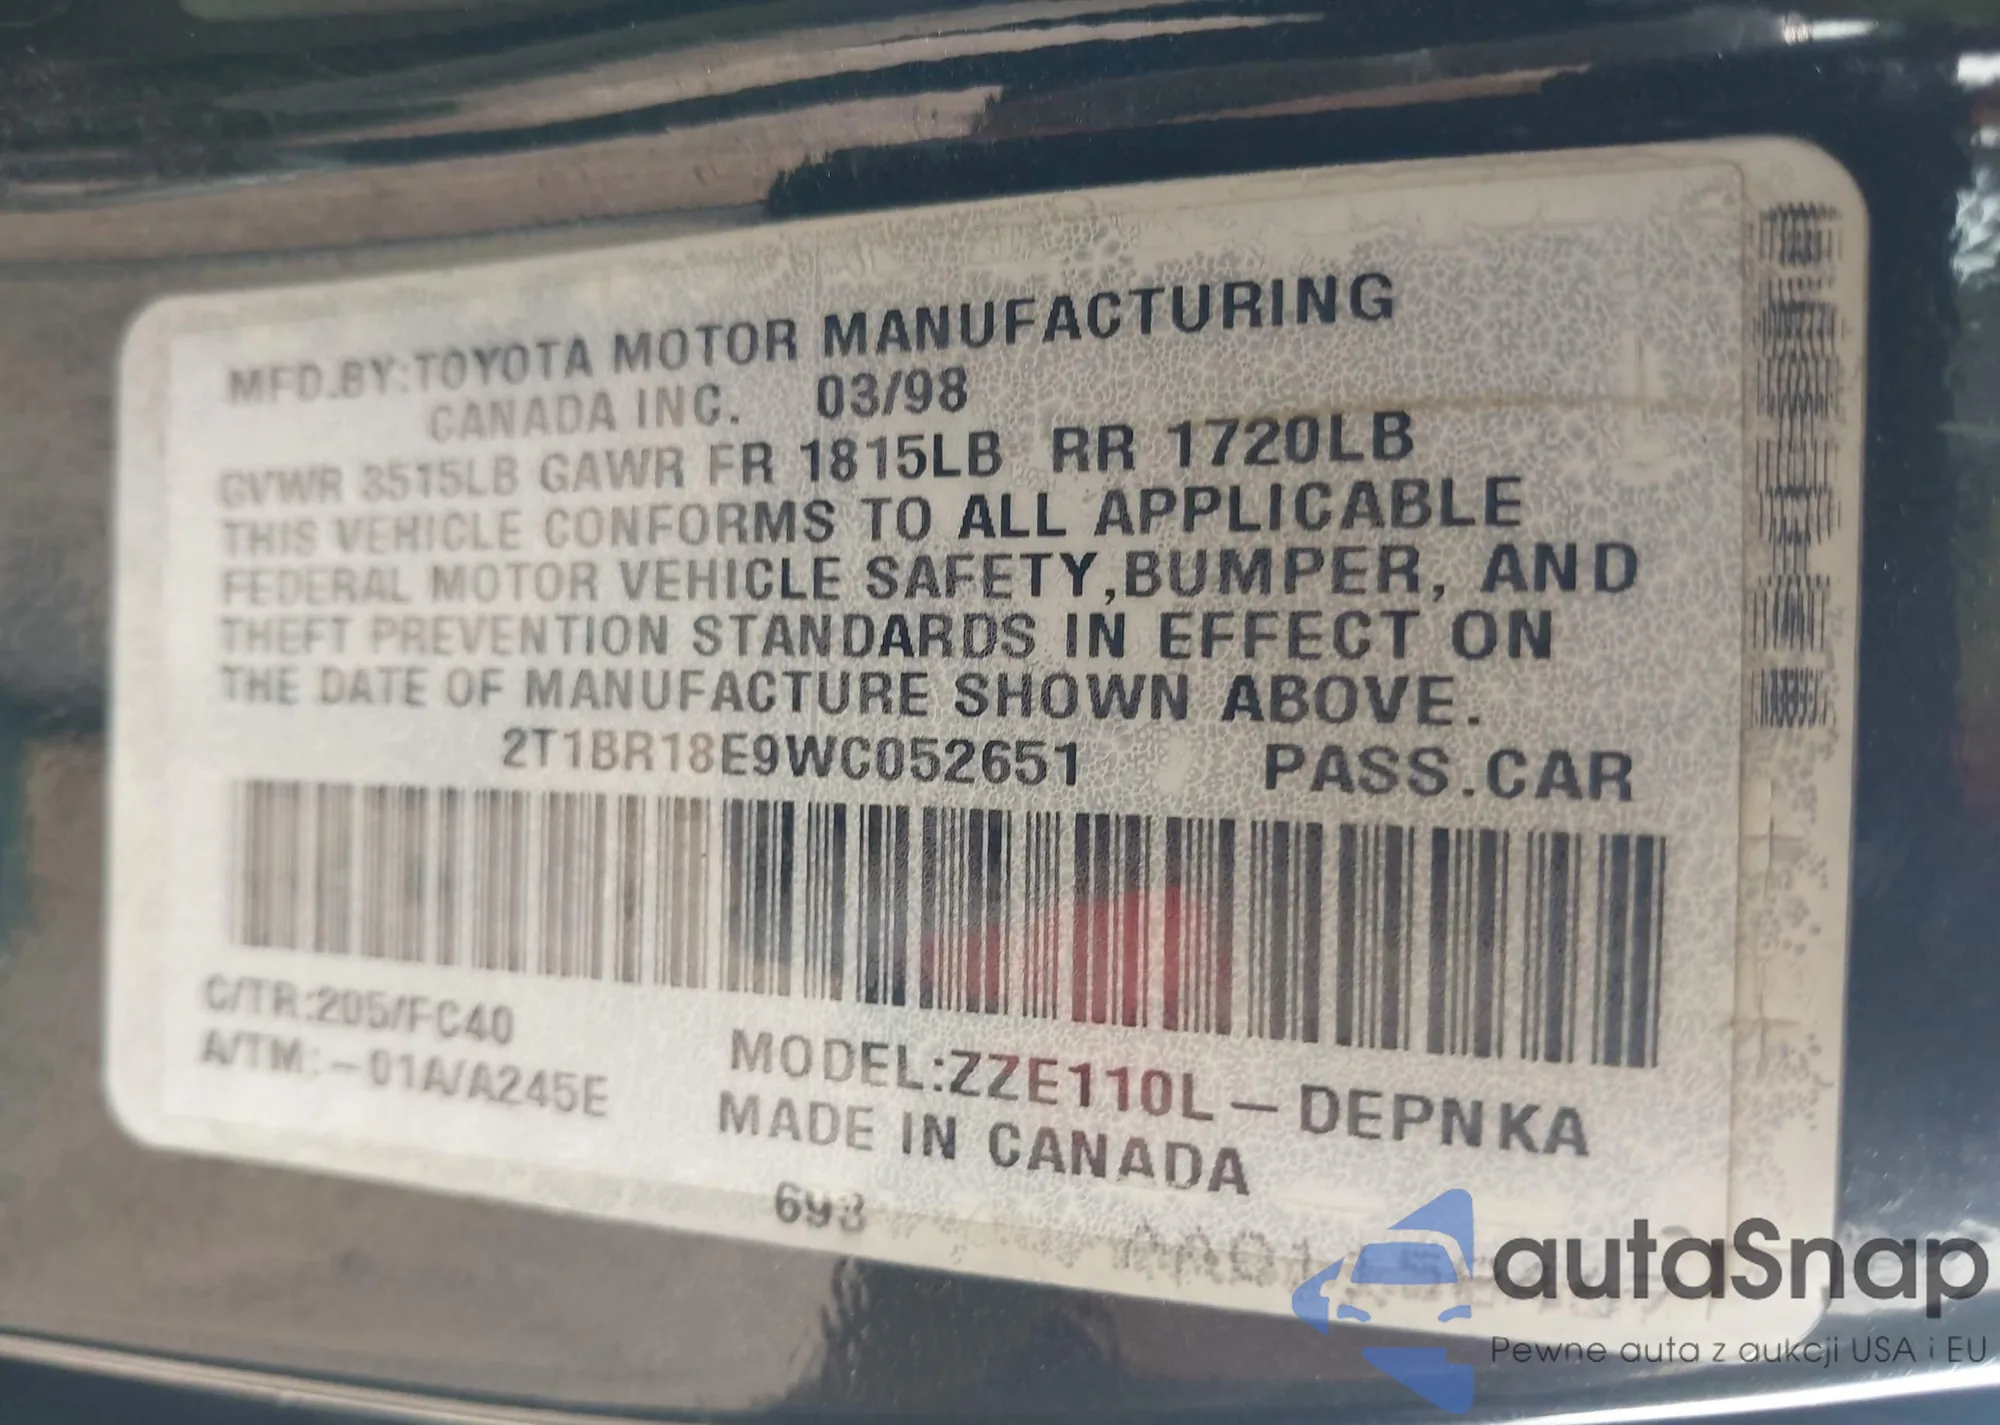 MFD.BY:TOYOTA MOTOR MANUFACTURING
CANADA INC. 03/98
GVWR 3515LB GAWR FR 1815LB RR 1720LB
THIS VEHICLE CONFORMS TO ALL APPLICABLE
FEDERAL MOTOR VEHICLE SAFETY,BUMPER, AND
THEFT PREVENTION STANDARDS IN EFFECT ON
THE DATE OF MANUFACTURE SHOWN ABOVE.
2T1BR18E9WC052651 PASS.CAR
C/TR:205/FC40
A/TM:-01A/A245E
MODEL:ZZE110L-DEPNKA
MADE IN CANADA
693
autaSnap
Pewne auta z aukcji USA i EU